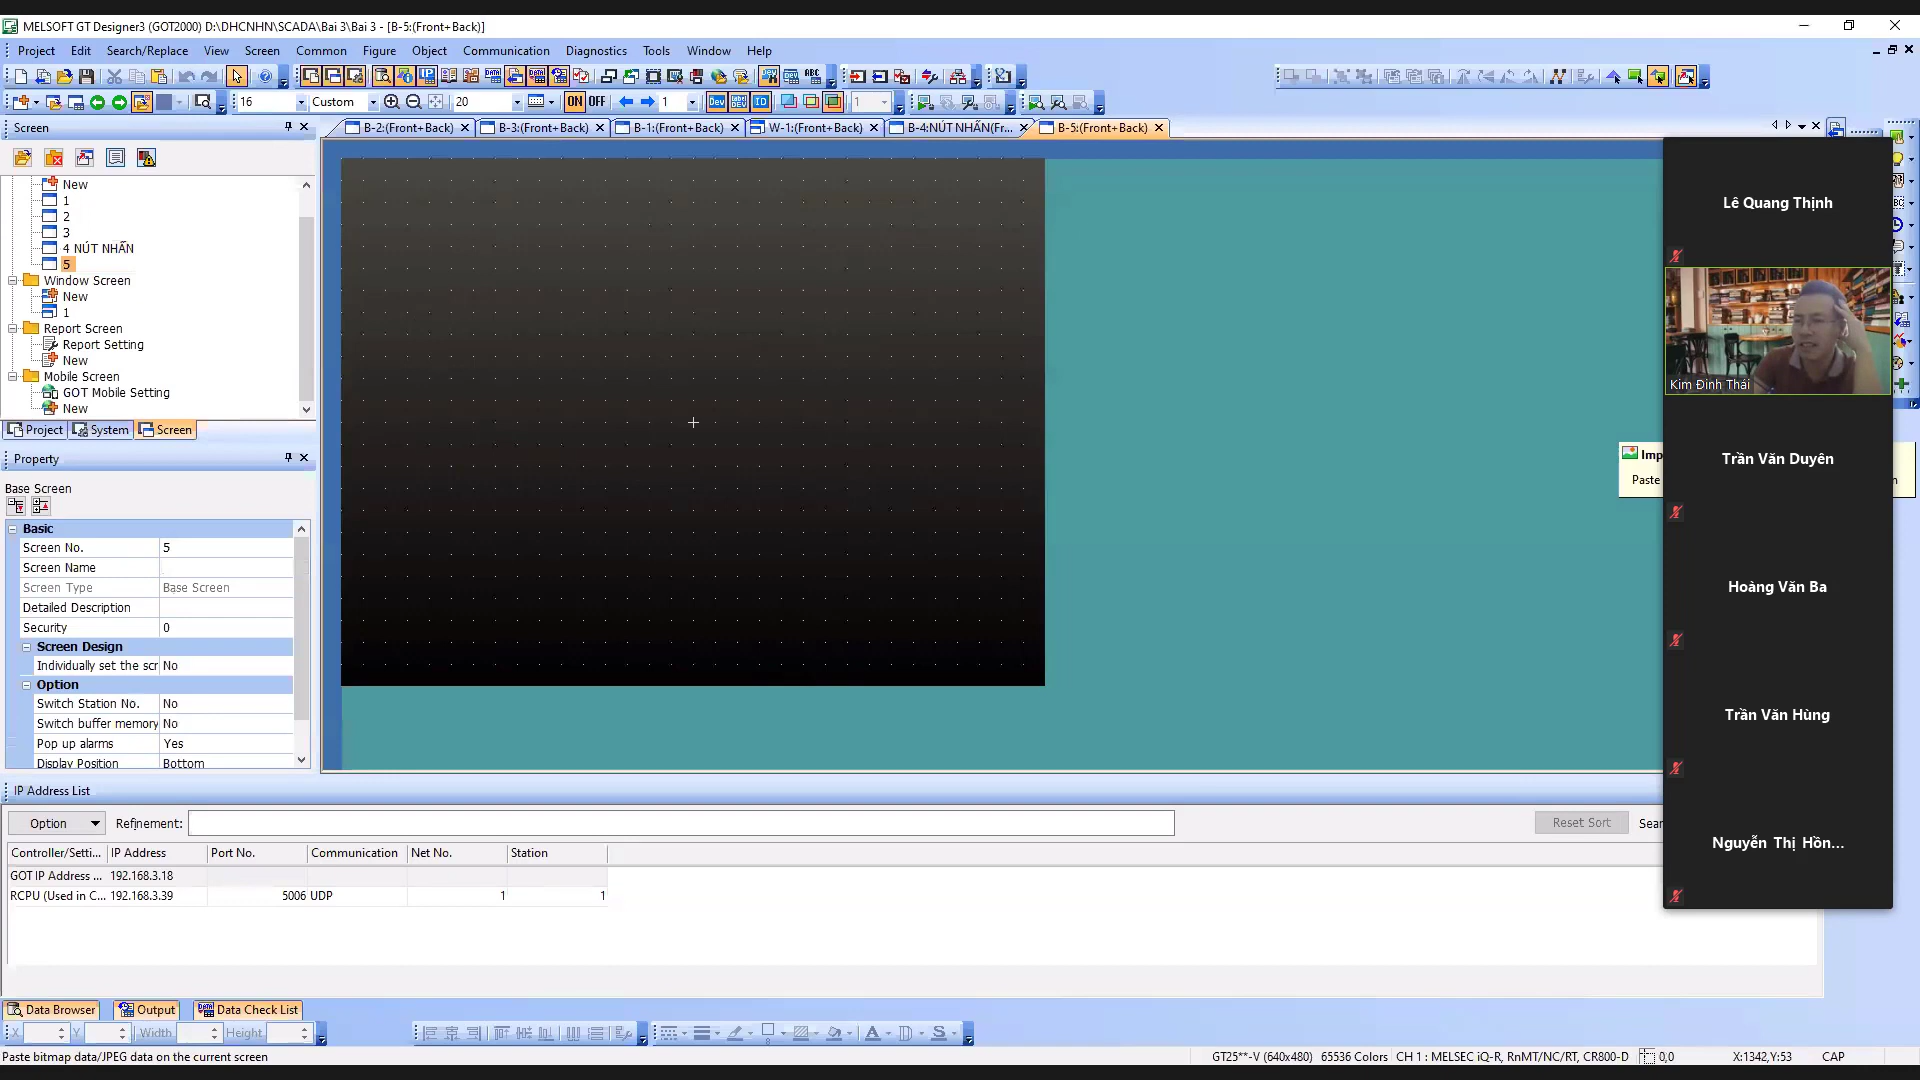 MELSOFT GT Designer3 (GOT2000) D:\DHCNHN\SCADA\Bai 3\Bai 3 - [B-5:(Front+Back)]
Project Edit Search/Replace View Screen Common Figure Object Communication Diagnostics Tools Window Help
16 Custom 20 ON OFF 1 Dev ID 1
Screen
B-2:(Front+Back) B-3:(Front+Back) B-1:(Front+Back) W-1:(Front+Back) B-4:NÚT NHẤN(Fr... B-5:(Front+Back)
New
1
2
3
4 NÚT NHẤN
5
Window Screen
New
1
Report Screen
Report Setting
New
Mobile Screen
GOT Mobile Setting
New
Project System Screen
Property
Base Screen
Basic
Screen No. 5
Screen Name
Screen Type Base Screen
Detailed Description
Security 0
Screen Design
Individually set the scr No
Option
Switch Station No. No
Switch buffer memory No
Pop up alarms Yes
Display Position Bottom
Lê Quang Thịnh
Kim Đinh Thái
Trần Văn Duyên
Imp
Paste
Hoàng Văn Ba
Trần Văn Hùng
Nguyễn Thị Hồn...
IP Address List
Option Refinement: Reset Sort Sear
Controller/Setti... IP Address Port No. Communication Net No. Station
GOT IP Address ... 192.168.3.18
RCPU (Used in C... 192.168.3.39 5006 UDP 1 1
Data Browser Output Data Check List
X Y Width Height
Paste bitmap data/JPEG data on the current screen
GT25**-V (640x480) 65536 Colors CH 1 : MELSEC iQ-R, RnMT/NC/RT, CR800-D 0,0 X:1342,Y:53 CAP